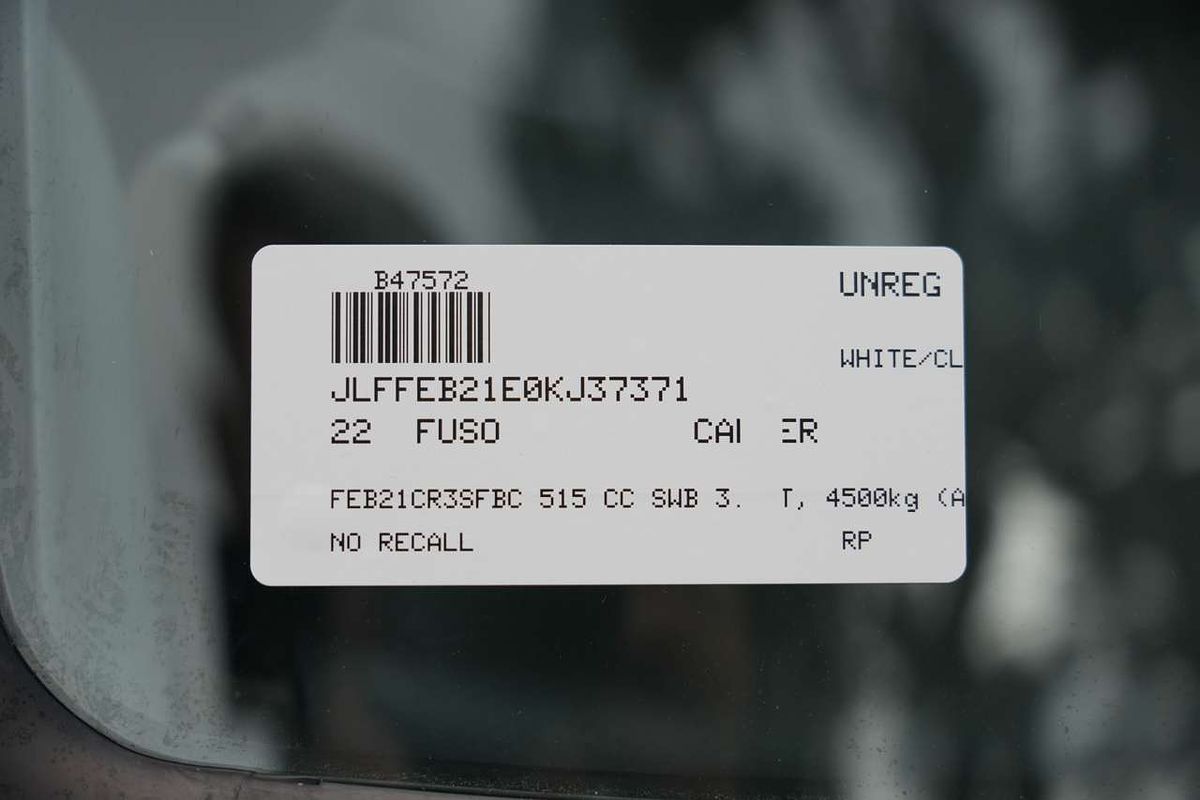 B47572
UNREG
WHITE/CL
JLFFEB21E0KJ37371
22 FUSO
FEB21CR3SFBC 515 CC SWB 3. T, 4500kg (A
NO RECALL RP